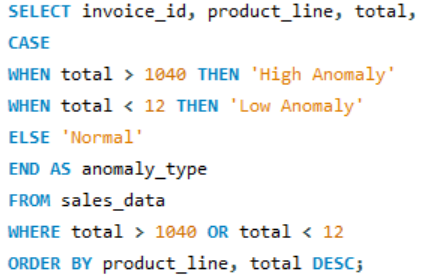 SELECT invoice_id, product_line, total,
CASE
WHEN total > 1040 THEN 'High Anomaly'
WHEN total < 12 THEN 'Low Anomaly'
ELSE 'Normal'
END AS anomaly_type
FROM sales_data
WHERE total > 1040 OR total < 12
ORDER BY product_line, total DESC;